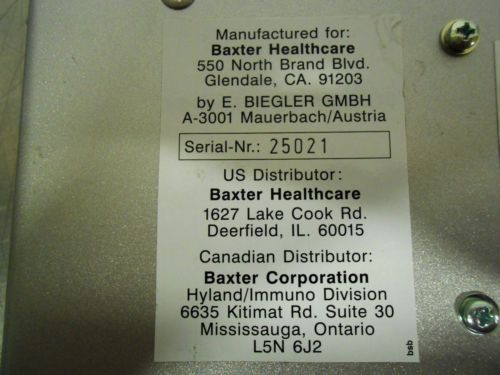 Manufactured for:
Baxter Healthcare
550 North Brand Blvd.
Glendale, CA. 91203
by E. BIEGLER GMBH
A-3001 Mauerbach/Austria
Serial-Nr.: 25021
US Distributor:
Baxter Healthcare
1627 Lake Cook Rd.
Deerfield, IL. 60015
Canadian Distributor:
Baxter Corporation
Hyland/Immuno Division
6635 Kitimat Rd. Suite 30
Mississauga, Ontario
L5N 6J2
bsb